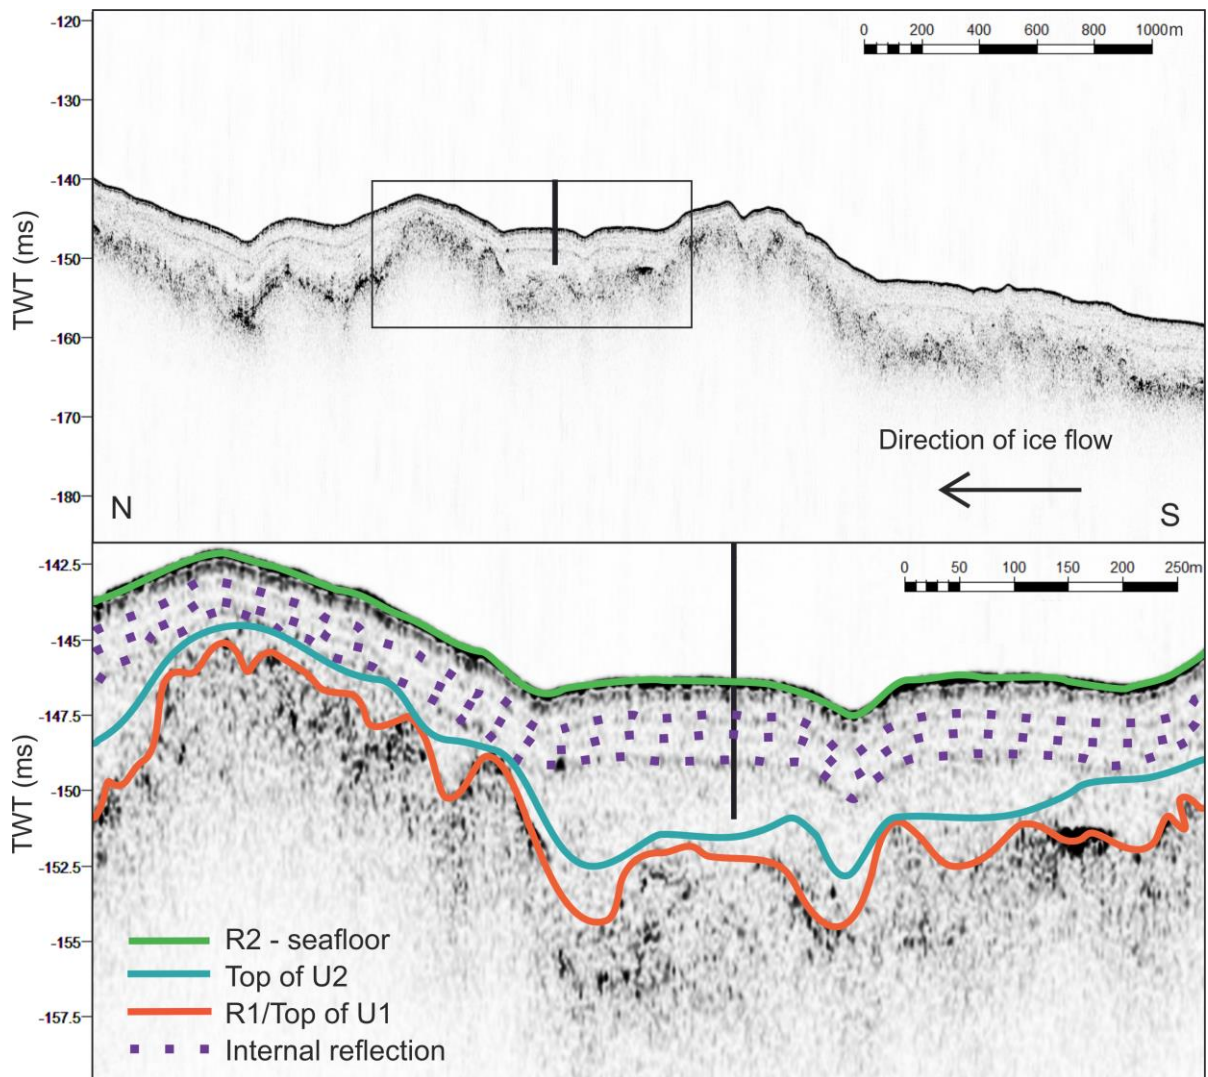 -120
0 200 400 600 800 1000m
-130
-140
-150
-160
-170
-180
TWT (ms)
Direction of ice flow
N
S
-142.5
0 50 100 150 200 250m
-145
-147.5
-150
-152.5
-155
-157.5
TWT (ms)
R2 - seafloor
Top of U2
R1/Top of U1
Internal reflection